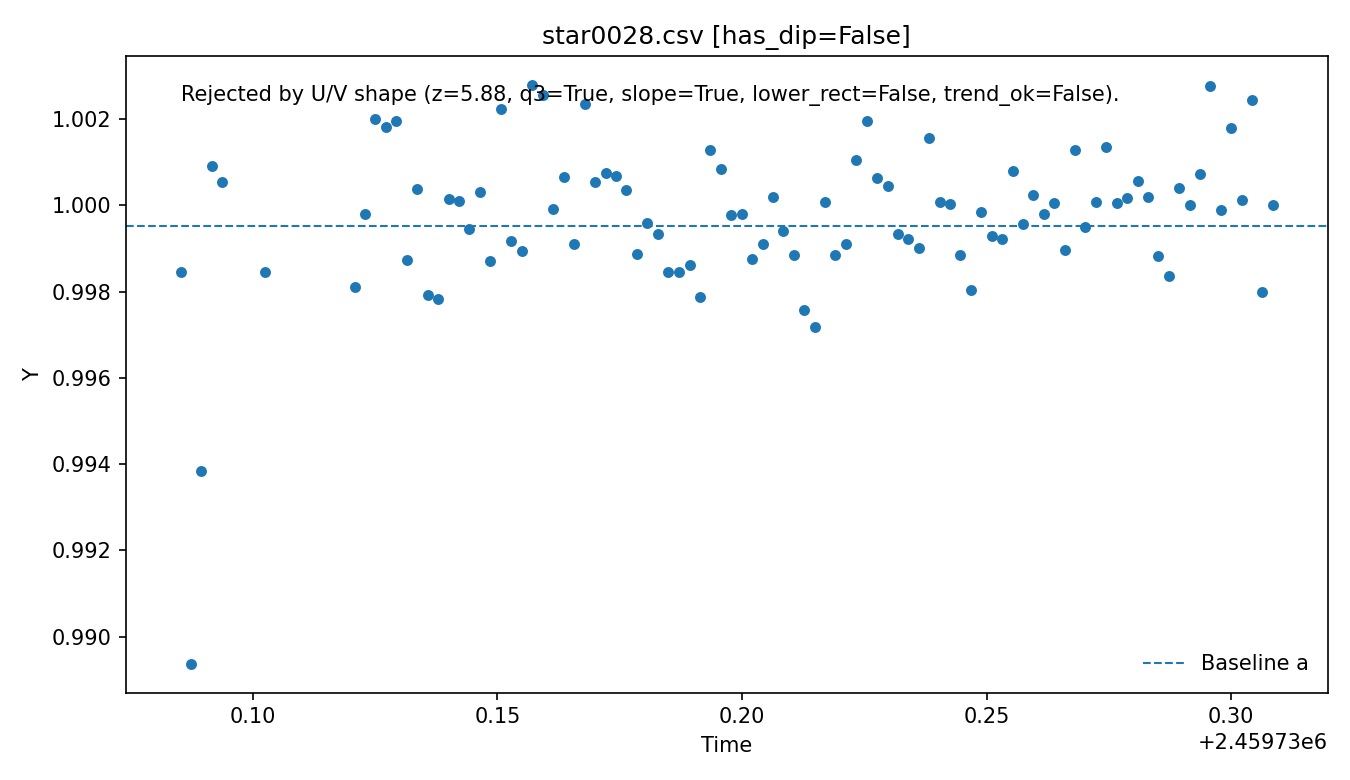 star0028.csv [has_dip=False]
Rejected by U/V shape (z=5.88, q3=True, slope=True, lower_rect=False, trend_ok=False).
1.002
1.000
0.998
0.996
0.994
0.992
0.990
Y
Baseline a
0.10 0.15 0.20 0.25 0.30
+2.45973e6
Time